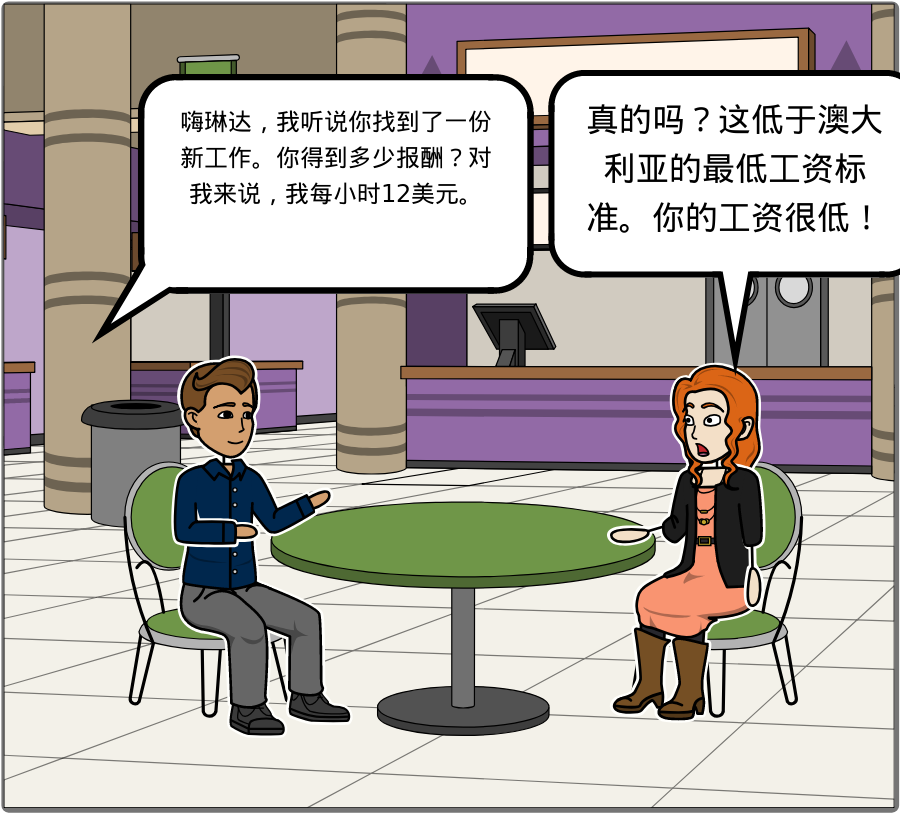 嗨琳达，我听说你找到了一份
新工作。你得到多少报酬？对
我来说，我每小时12美元。
真的吗？这低于澳大
利亚的最低工资标
准。你的工资很低！